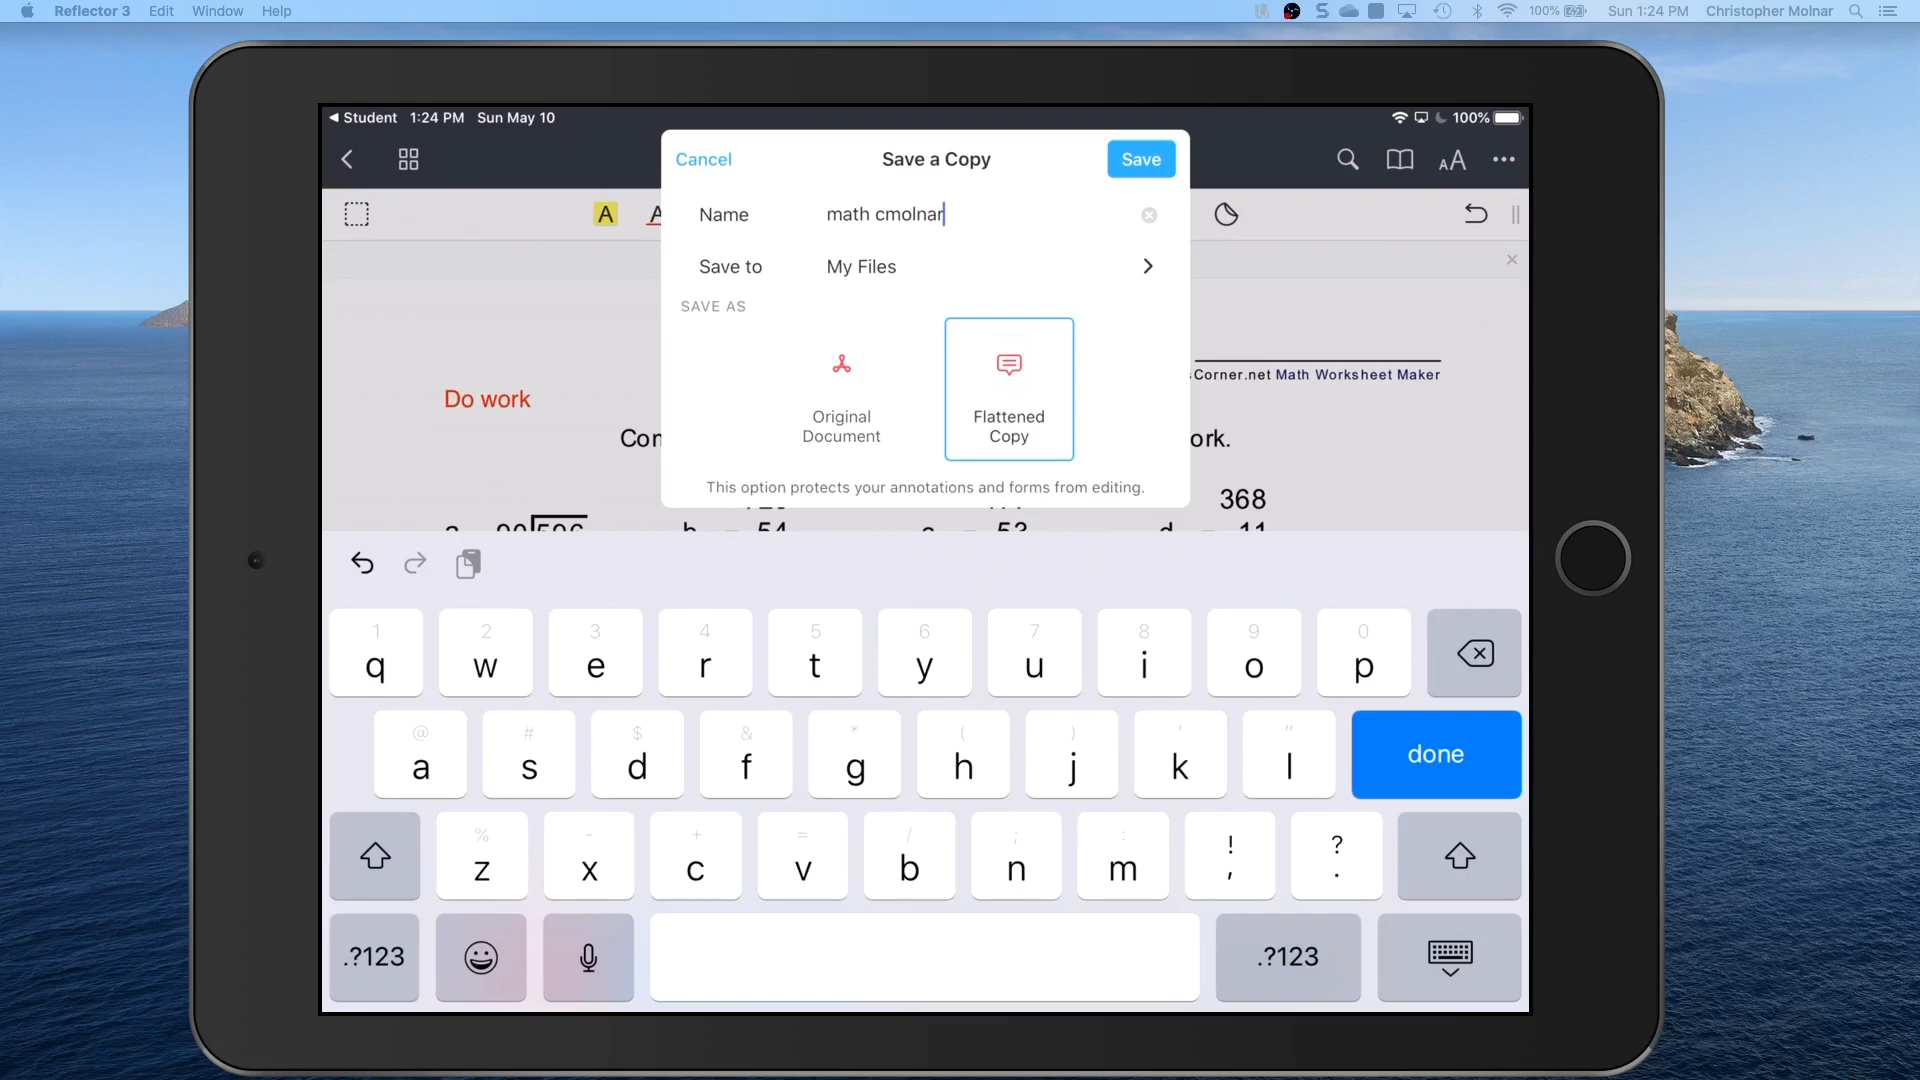 Reflector 3 Edit Window Help 100% Sun 1:24 PM Christopher Molnar
Student 1:24 PM Sun May 10 100%
Cancel Save a Copy Save
AA
A A
Name math cmolnar
Save to My Files
SAVE AS
Original Document
Flattened Copy
This option protects your annotations and forms from editing.
Corner.net Math Worksheet Maker
Do work
ork.
368
54 53 11
1 2 3 4 5 6 7 8 9 0
q w e r t y u i o p
@ # $ & * ( ) ' "
a s d f g h j k l done
% - + = / ; : ! ?
z x c v b n m , .
.?123 .?123